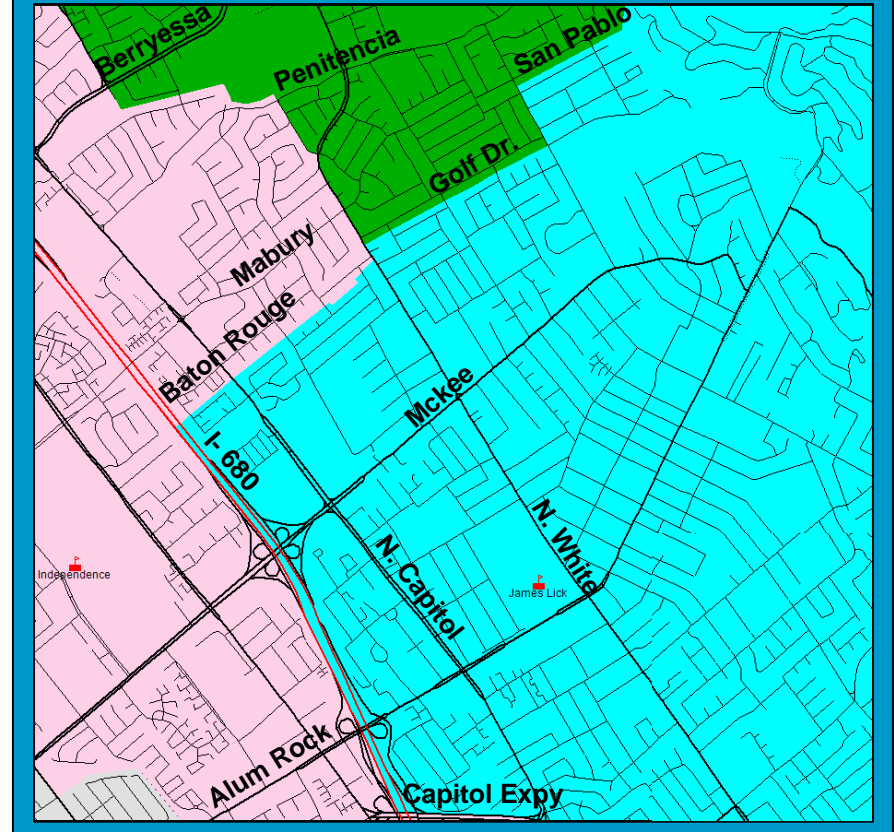 Berryessa
Penitencia
San Pablo
Golf Dr.
Mabury
Baton Rouge
Mckee
I- 680
N. White
N. Capitol
Independence
James Lick
Alum Rock
Capitol Expy